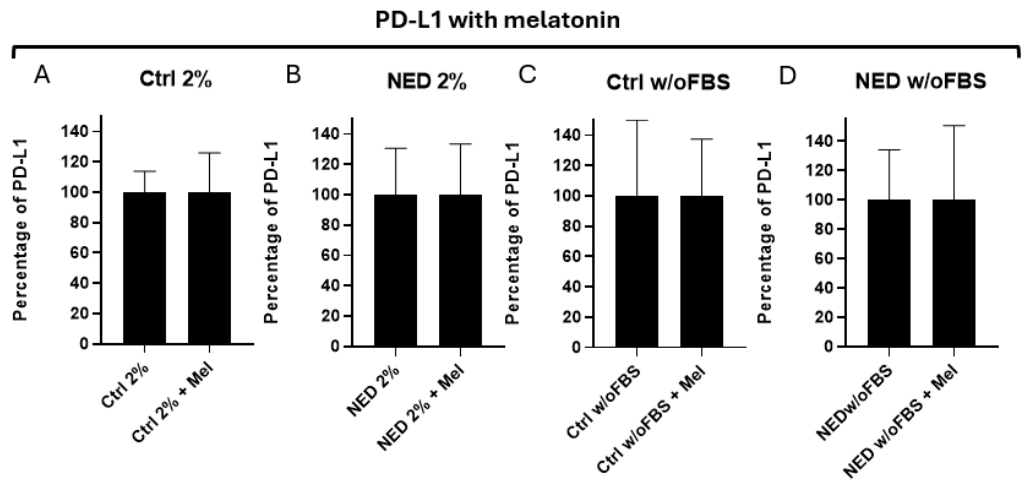 PD-L1 with melatonin
A
Ctrl 2%
Percentage of PD-L1
140
120
100
80
60
40
20
0
Ctrl 2%
Ctrl 2% + Mel
B
NED 2%
Percentage of PD-L1
140
120
100
80
60
40
20
0
NED 2%
NED 2% + Mel
C
Ctrl w/oFBS
Percentage of PD-L1
140
120
100
80
60
40
20
0
Ctrl w/oFBS
Ctrl w/oFBS + Mel
D
NED w/oFBS
Percentage of PD-L1
140
120
100
80
60
40
20
0
NEDw/oFBS
NED w/oFBS + Mel